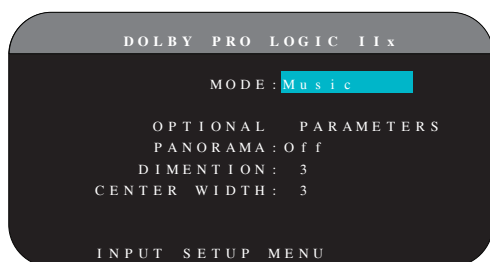 DOLBY PRO LOGIC IIx
MODE:Music
OPTIONAL PARAMETERS
PANORAMA:Off
DIMENTION: 3
CENTER WIDTH: 3
INPUT SETUP MENU